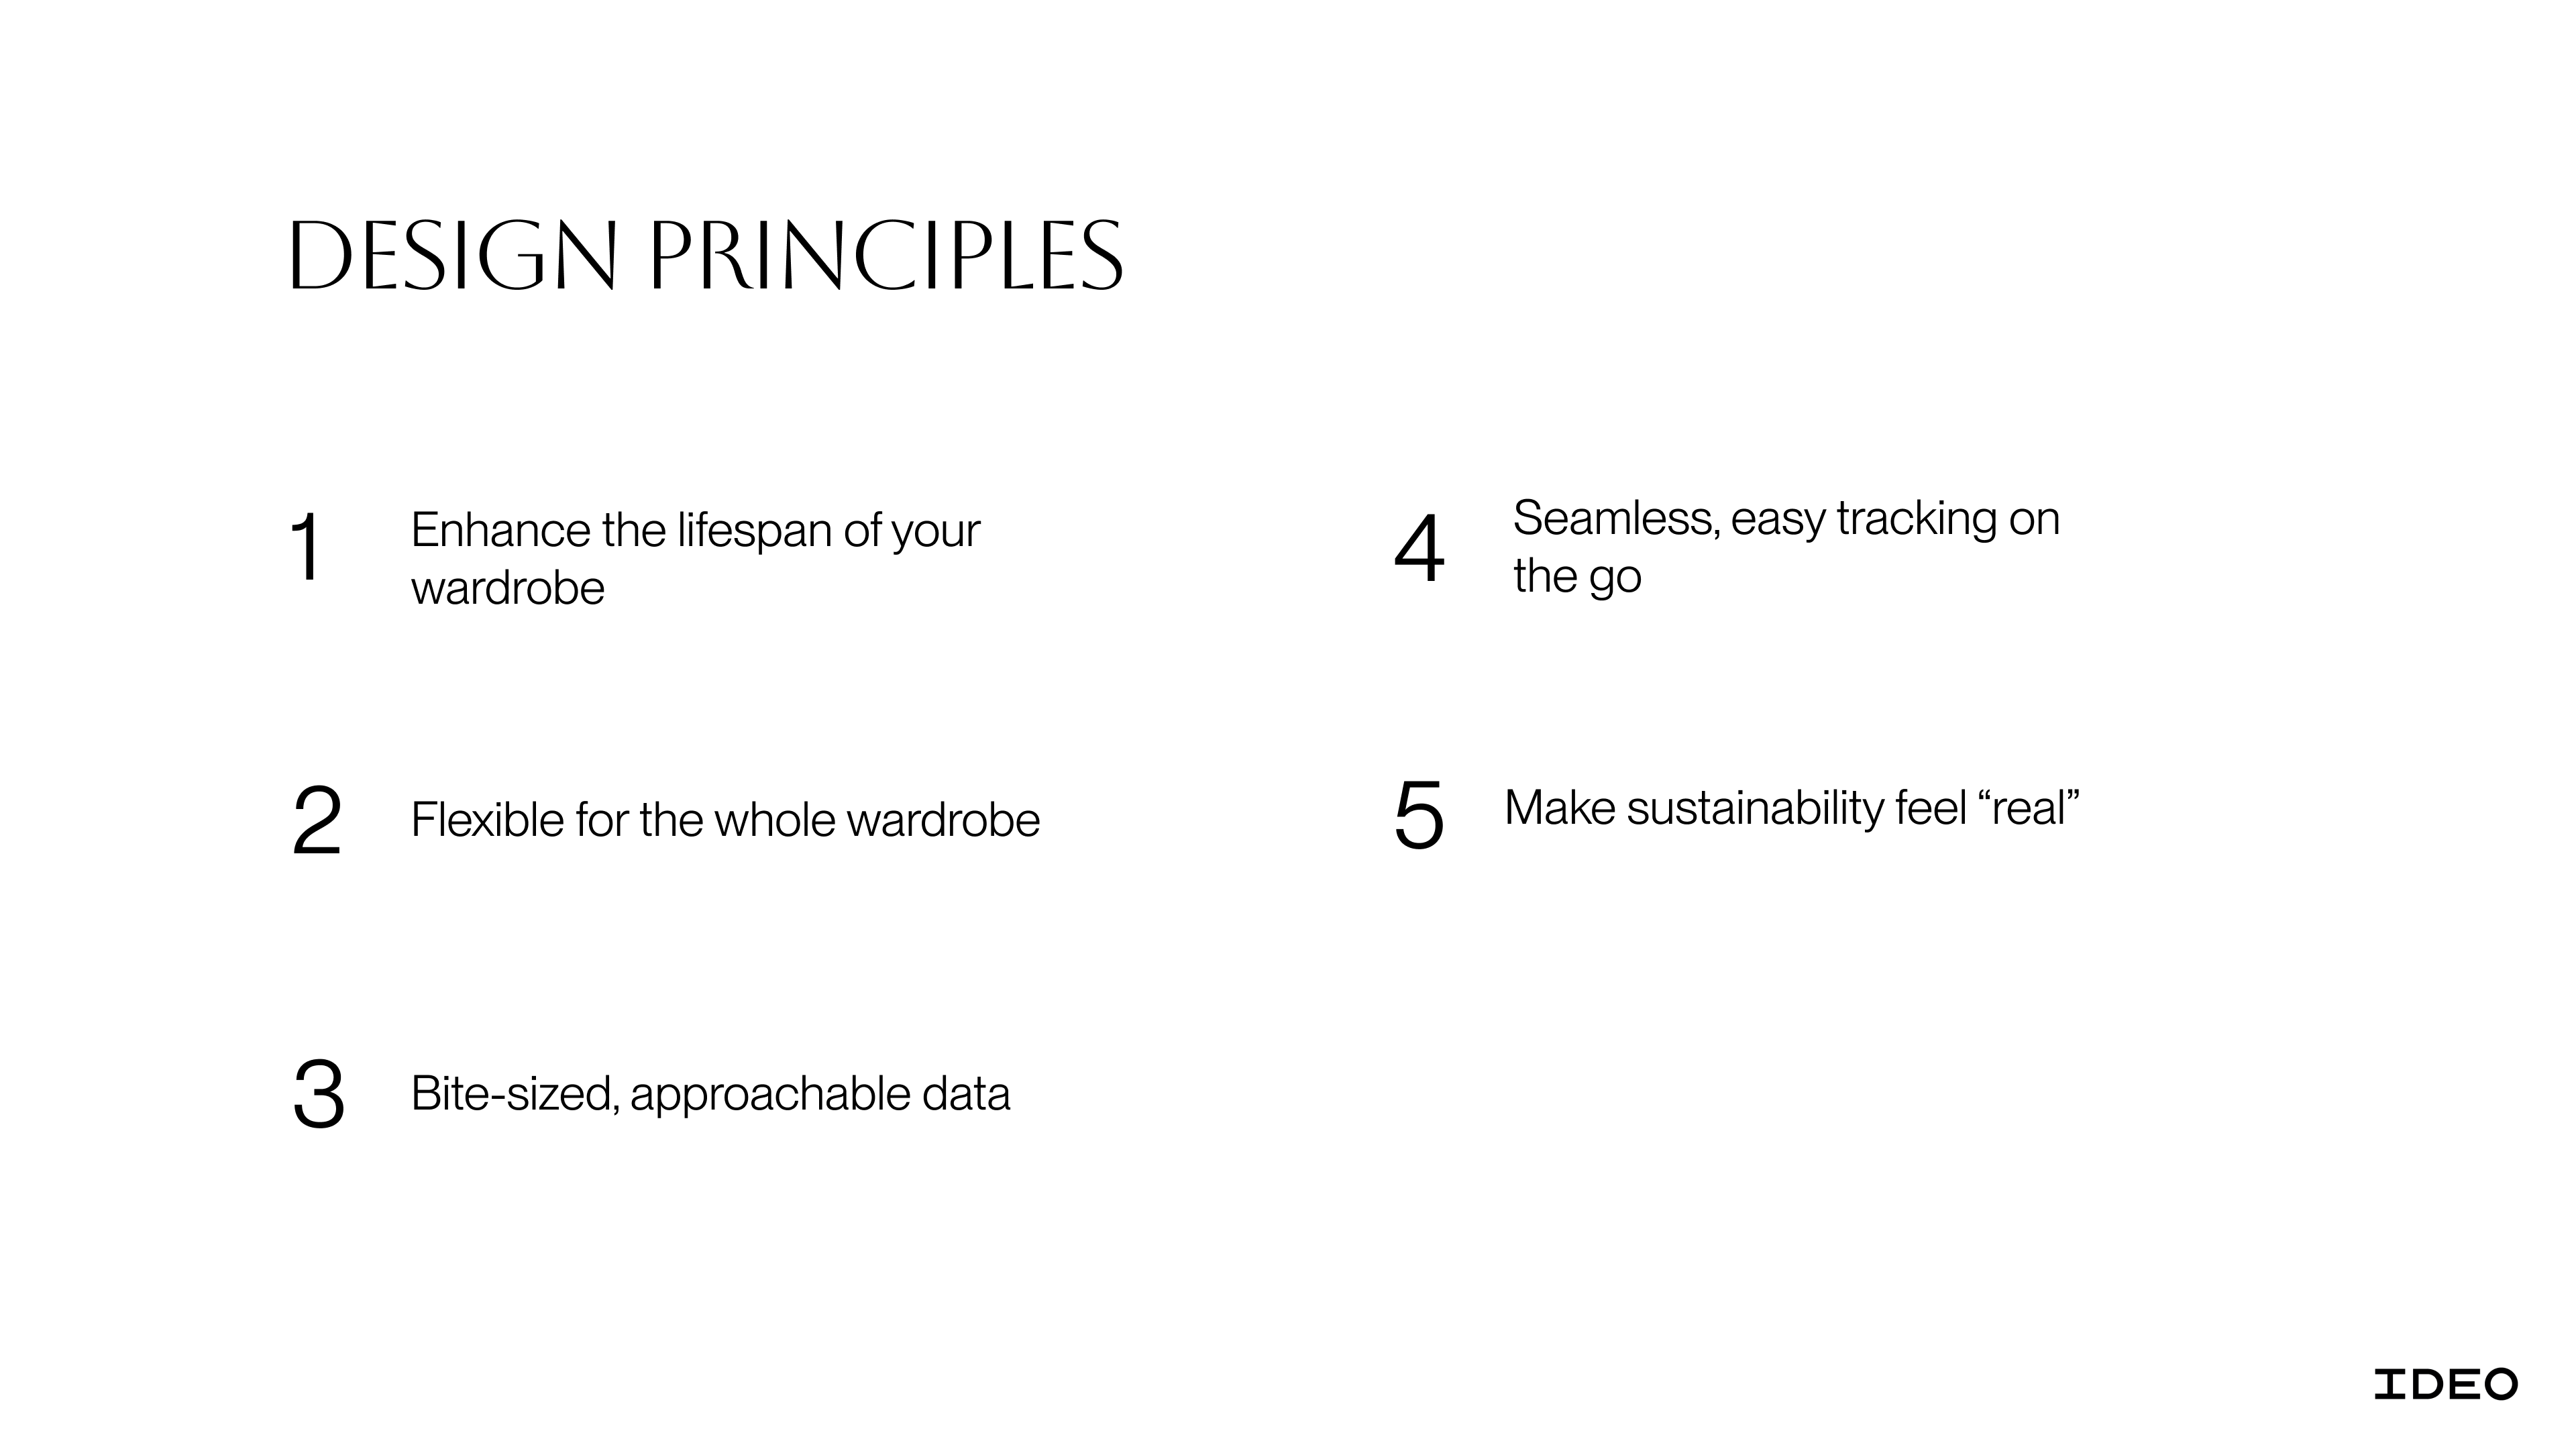 DESIGN PRINCIPLES
1
Enhance the lifespan of your
wardrobe
2
Flexible for the whole wardrobe
3
Bite-sized, approachable data
4
Seamless, easy tracking on
the go
5
Make sustainability feel “real”
IDEO